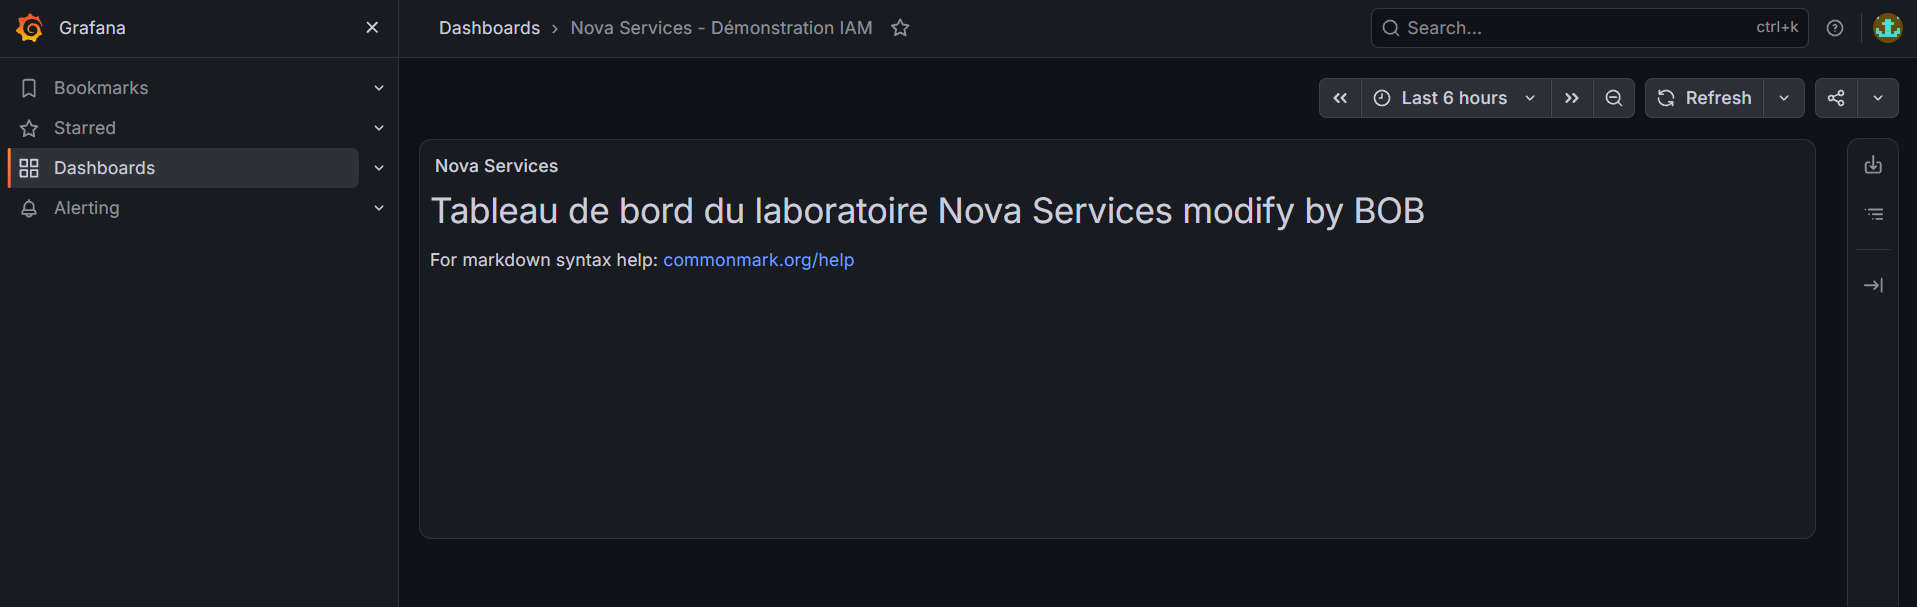 Grafana
Dashboards › Nova Services - Démonstration IAM
Search...
ctrl+k
Bookmarks
Starred
Dashboards
Alerting
Last 6 hours
Refresh
Nova Services
Tableau de bord du laboratoire Nova Services modify by BOB
For markdown syntax help: commonmark.org/help